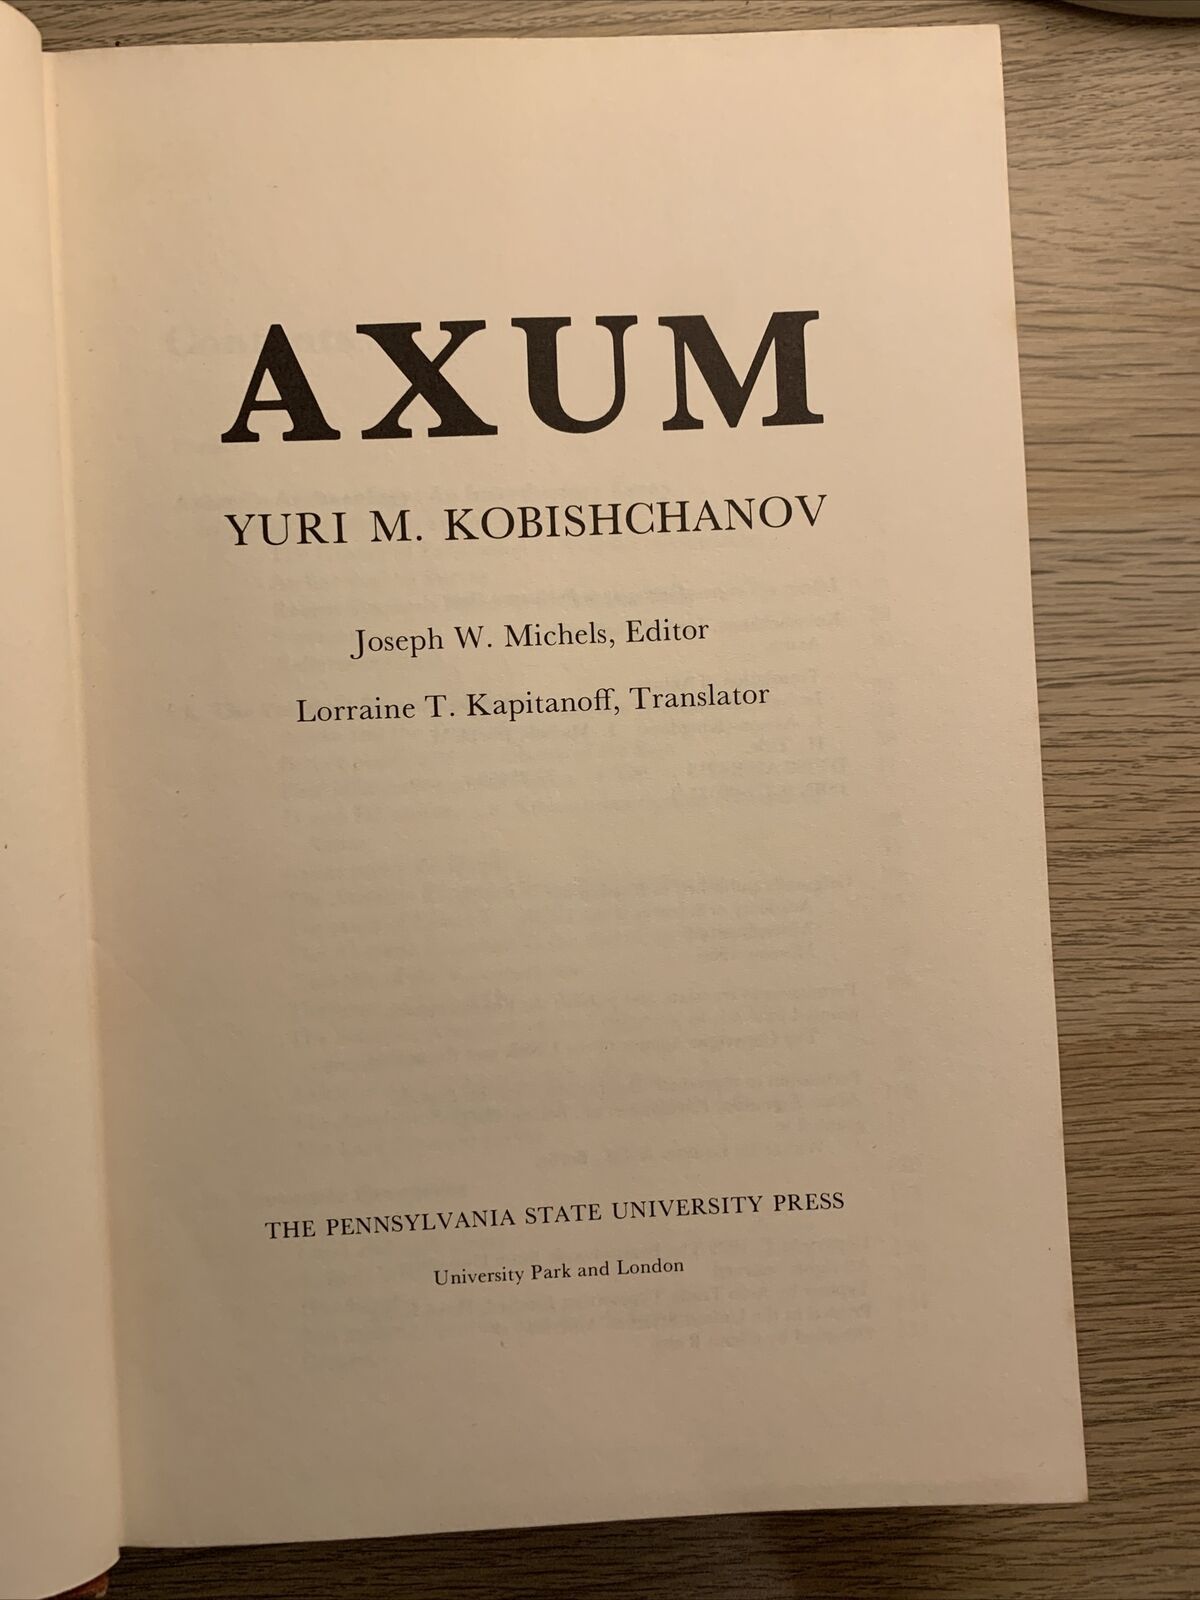 AXUM
YURI M. KOBISHCHANOV
Joseph W. Michels, Editor
Lorraine T. Kapitanoff, Translator
THE PENNSYLVANIA STATE UNIVERSITY PRESS
University Park and London